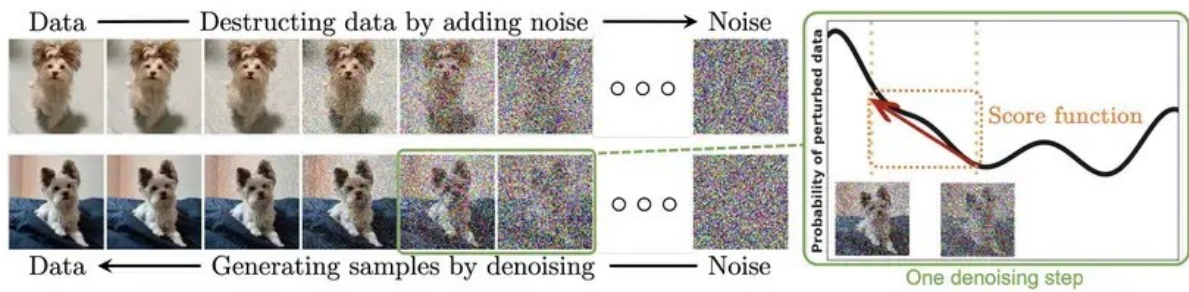 Data Destructing data by adding noise Noise
Data Generating samples by denoising Noise
Probability of perturbed data
Score function
One denoising step